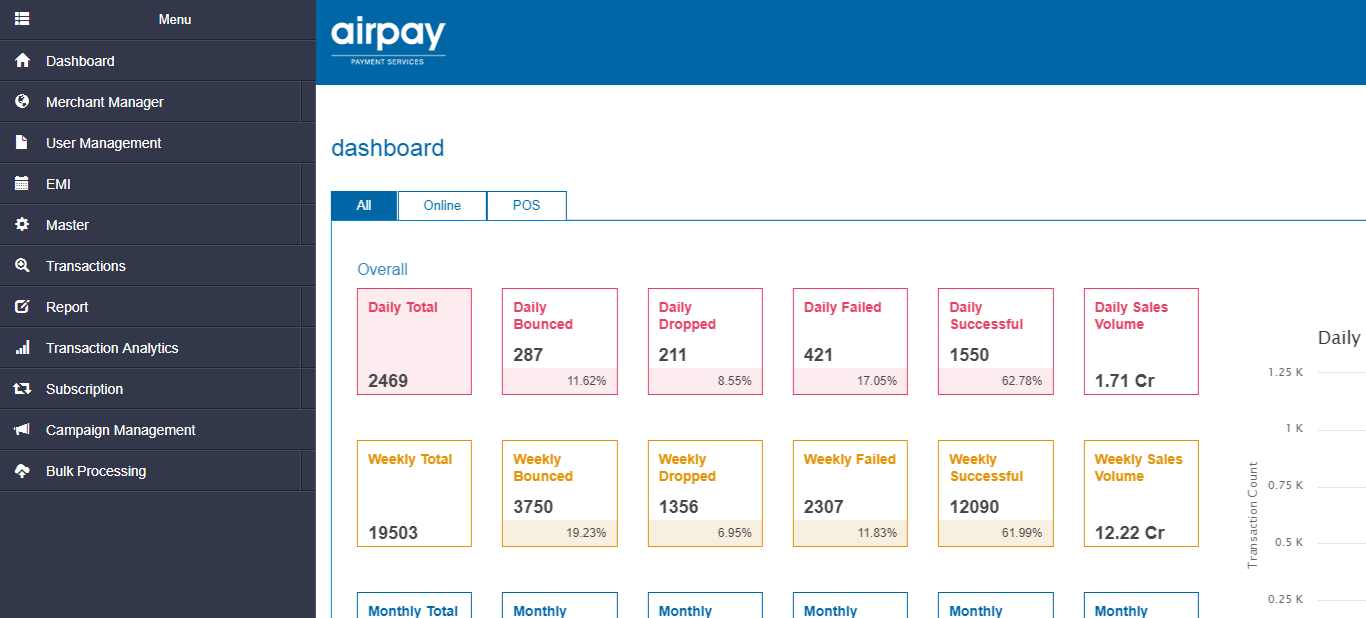 Menu
Dashboard
Merchant Manager
User Management
EMI
Master
Transactions
Report
Transaction Analytics
Subscription
Campaign Management
Bulk Processing
airpay
PAYMENT SERVICES
dashboard
All
Online
POS
Overall
Daily Total
2469
Daily
Bounced
287
11.62%
Daily
Dropped
211
8.55%
Daily Failed
421
17.05%
Daily
Successful
1550
62.78%
Daily Sales
Volume
1.71 Cr
Weekly Total
19503
Weekly
Bounced
3750
19.23%
Weekly
Dropped
1356
6.95%
Weekly Failed
2307
11.83%
Weekly
Successful
12090
61.99%
Weekly Sales
Volume
12.22 Cr
Monthly Total
Monthly
Monthly
Monthly
Monthly
Monthly
Daily
Transaction Count
1.25 K
1 K
0.75 K
0.5 K
0.25 K